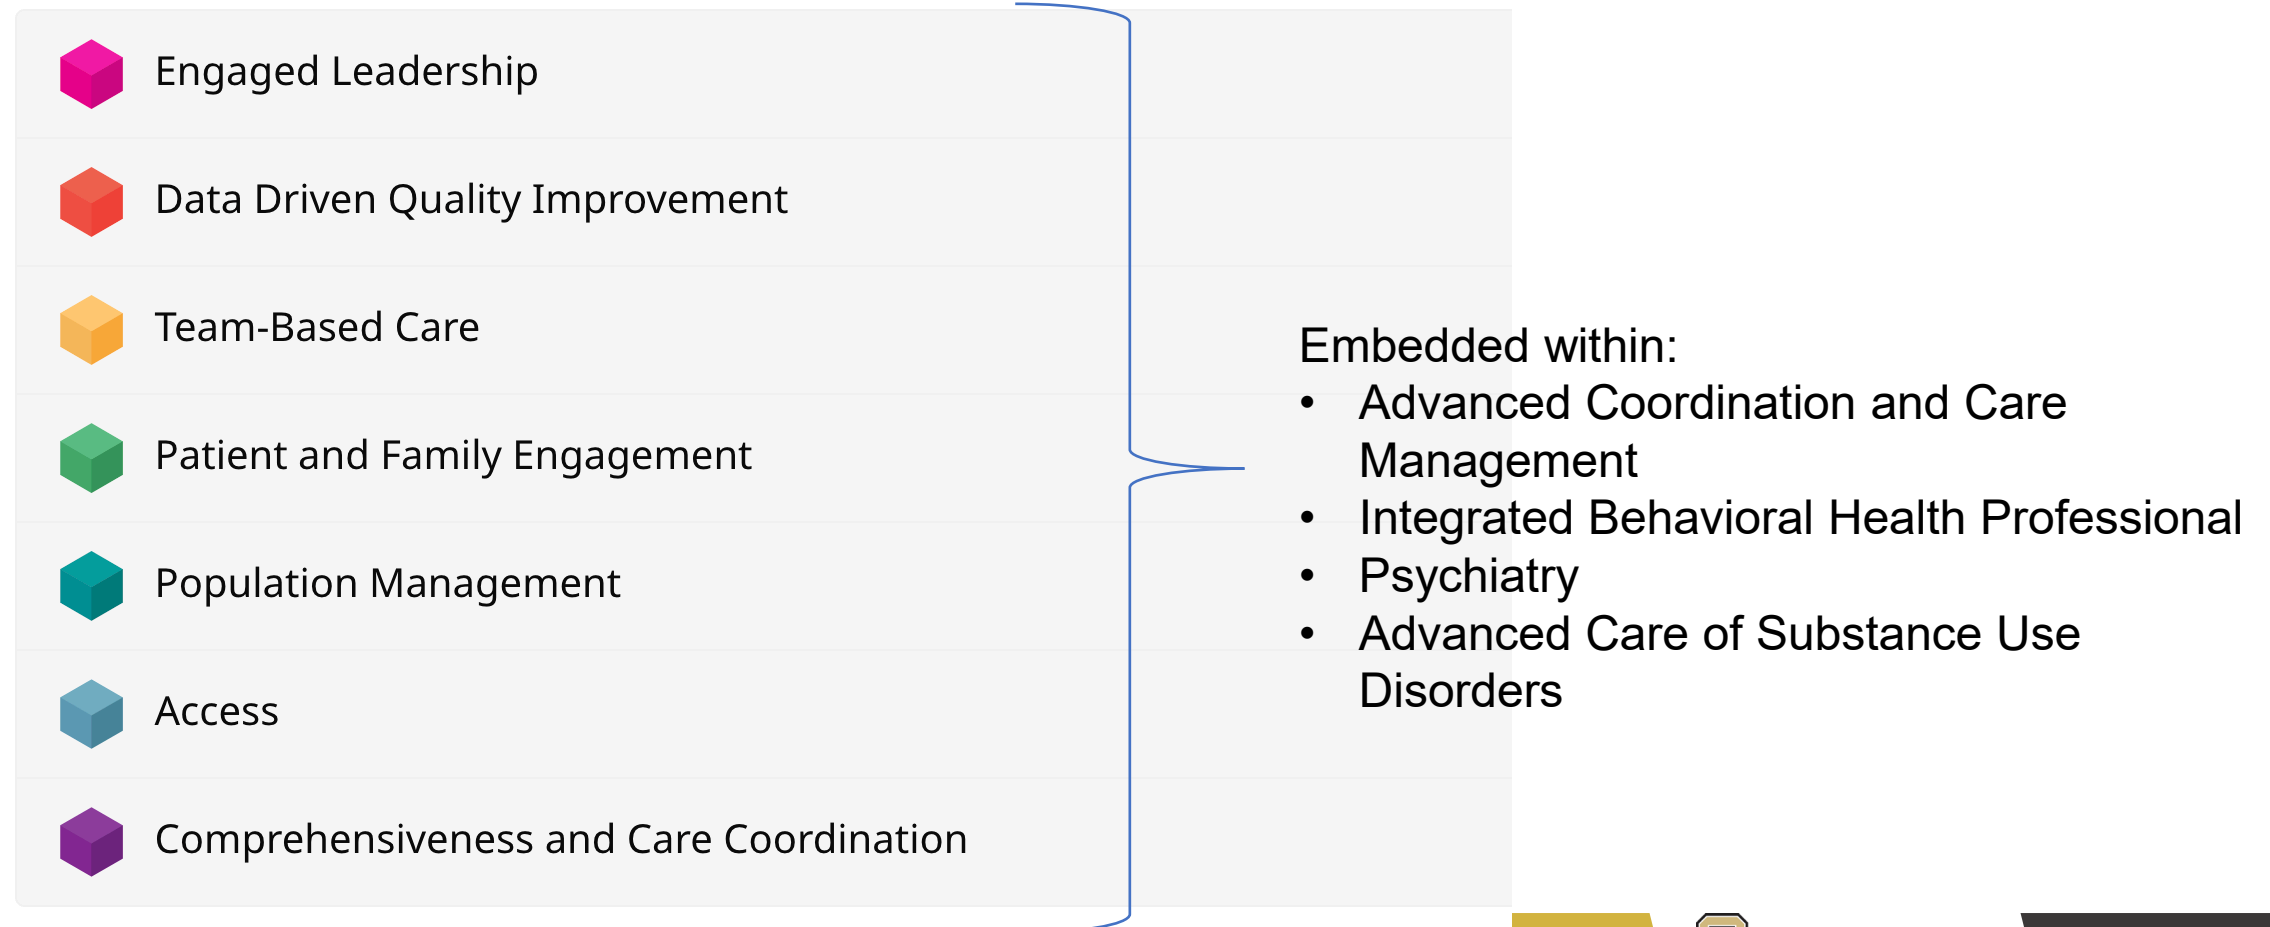 Engaged Leadership
Data Driven Quality Improvement
Team-Based Care
Patient and Family Engagement
Population Management
Access
Comprehensiveness and Care Coordination
Embedded within:
• Advanced Coordination and Care
Management
• Integrated Behavioral Health Professional
• Psychiatry
• Advanced Care of Substance Use
Disorders